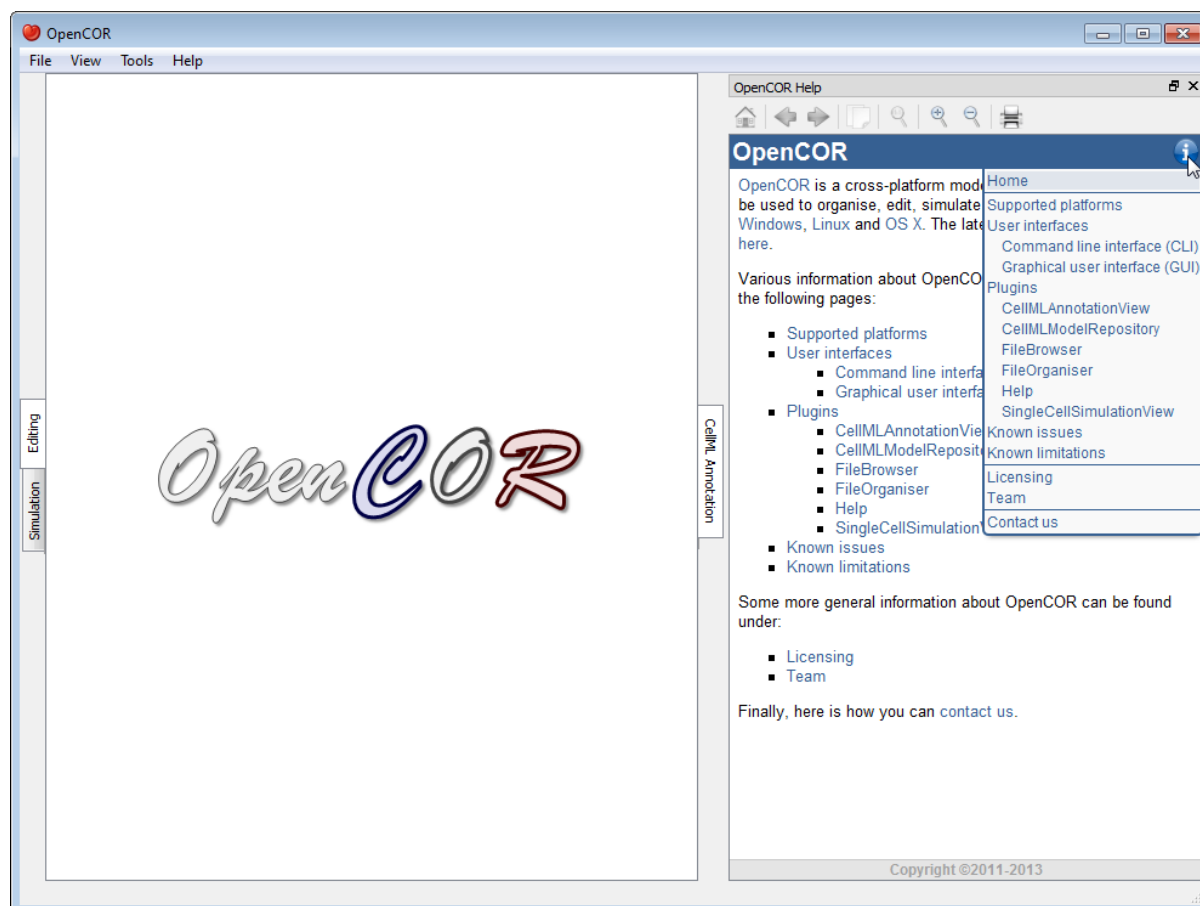 OpenCOR
File View Tools Help
Editing
Simulation
OpenCOR
CellML Annotation
OpenCOR Help
OpenCOR
OpenCOR is a cross-platform mode
be used to organise, edit, simulate
Windows, Linux and OS X. The late
here.
Various information about OpenCO
the following pages:
Supported platforms
User interfaces
Command line interfa
Graphical user interfa
Plugins
CellMLAnnotationVie
CellMLModelReposito
FileBrowser
FileOrganiser
Help
SingleCellSimulation
Known issues
Known limitations
Some more general information about OpenCOR can be found
under:
Licensing
Team
Finally, here is how you can contact us.
Home
Supported platforms
User interfaces
Command line interface (CLI)
Graphical user interface (GUI)
Plugins
CellMLAnnotationView
CellMLModelRepository
FileBrowser
FileOrganiser
Help
SingleCellSimulationView
Known issues
Known limitations
Licensing
Team
Contact us
Copyright ©2011-2013